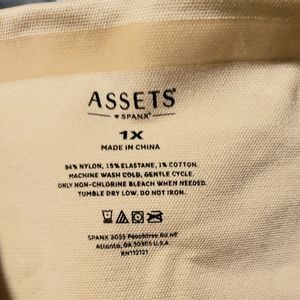 ASSETS®
♥ SPANX®
1X
MADE IN CHINA
84% NYLON, 15% ELASTANE, 1% COTTON.
MACHINE WASH COLD, GENTLE CYCLE.
ONLY NON-CHLORINE BLEACH WHEN NEEDED.
TUMBLE DRY LOW. DO NOT IRON.
SPANX 3035 Peachtree Rd NE
Atlanta, GA 30305 U.S.A
RN112121